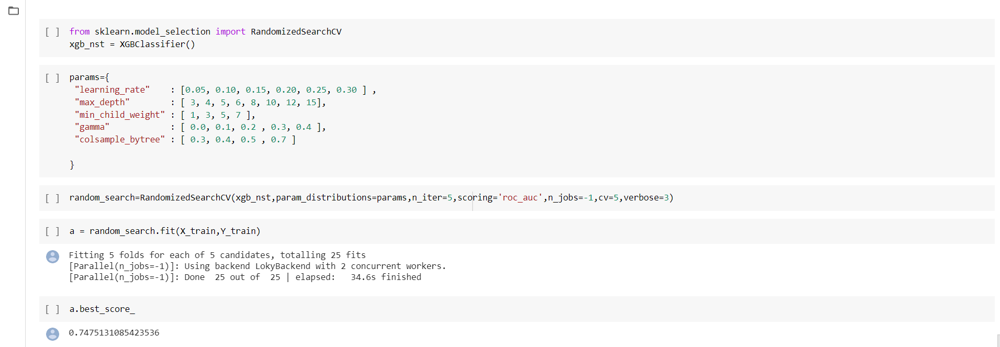 [ ] from sklearn.model_selection import RandomizedSearchCV
xgb_nst = XGBClassifier()
[ ] params={
"learning_rate"    : [0.05, 0.10, 0.15, 0.20, 0.25, 0.30 ] ,
"max_depth"        : [ 3, 4, 5, 6, 8, 10, 12, 15],
"min_child_weight" : [ 1, 3, 5, 7 ],
"gamma"            : [ 0.0, 0.1, 0.2 , 0.3, 0.4 ],
"colsample_bytree" : [ 0.3, 0.4, 0.5 , 0.7 ]
}
[ ] random_search=RandomizedSearchCV(xgb_nst,param_distributions=params,n_iter=5,scoring='roc_auc',n_jobs=-1,cv=5,verbose=3)
[ ] a = random_search.fit(X_train,Y_train)
Fitting 5 folds for each of 5 candidates, totalling 25 fits
[Parallel(n_jobs=-1)]: Using backend LokyBackend with 2 concurrent workers.
[Parallel(n_jobs=-1)]: Done  25 out of  25 | elapsed:   34.6s finished
[ ] a.best_score_
0.7475131085423536